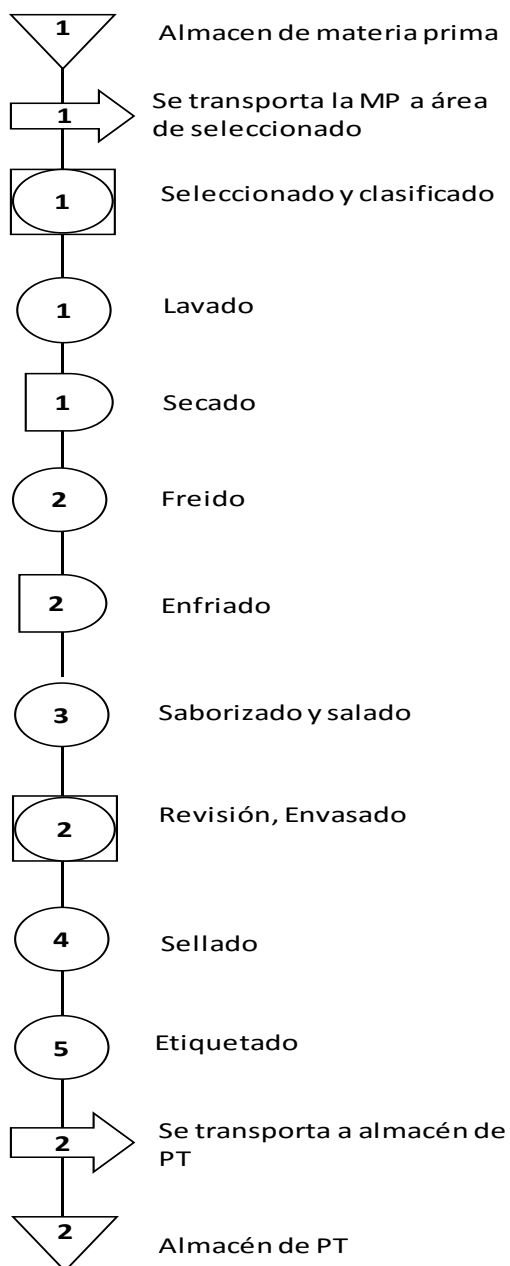 1 Almacen de materia prima
1 Se transporta la MP a área
de seleccionado
1 Seleccionado y clasificado
1 Lavado
1 Secado
2 Freido
2 Enfriado
3 Saborizado y salado
2 Revisión, Envasado
4 Sellado
5 Etiquetado
2 Se transporta a almacén de
PT
2 Almacén de PT